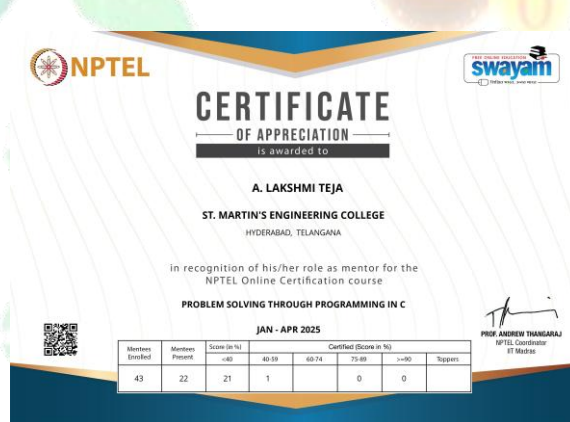 NPTEL
FREE ONLINE EDUCATION
swayam
CERTIFICATE
OF APPRECIATION
is awarded to
A. LAKSHMI TEJA
ST. MARTIN'S ENGINEERING COLLEGE
HYDERABAD, TELANGANA
in recognition of his/her role as mentor for the
NPTEL Online Certification course
PROBLEM SOLVING THROUGH PROGRAMMING IN C
JAN - APR 2025
PROF. ANDREW THANGARAJ
NPTEL Coordinator
IIT Madras
Mentees Enrolled Mentees Present Score (in %) Certified (Score in %)
<40 40-59 60-74 75-89 >=90 Toppers
43 22 21 1 0 0